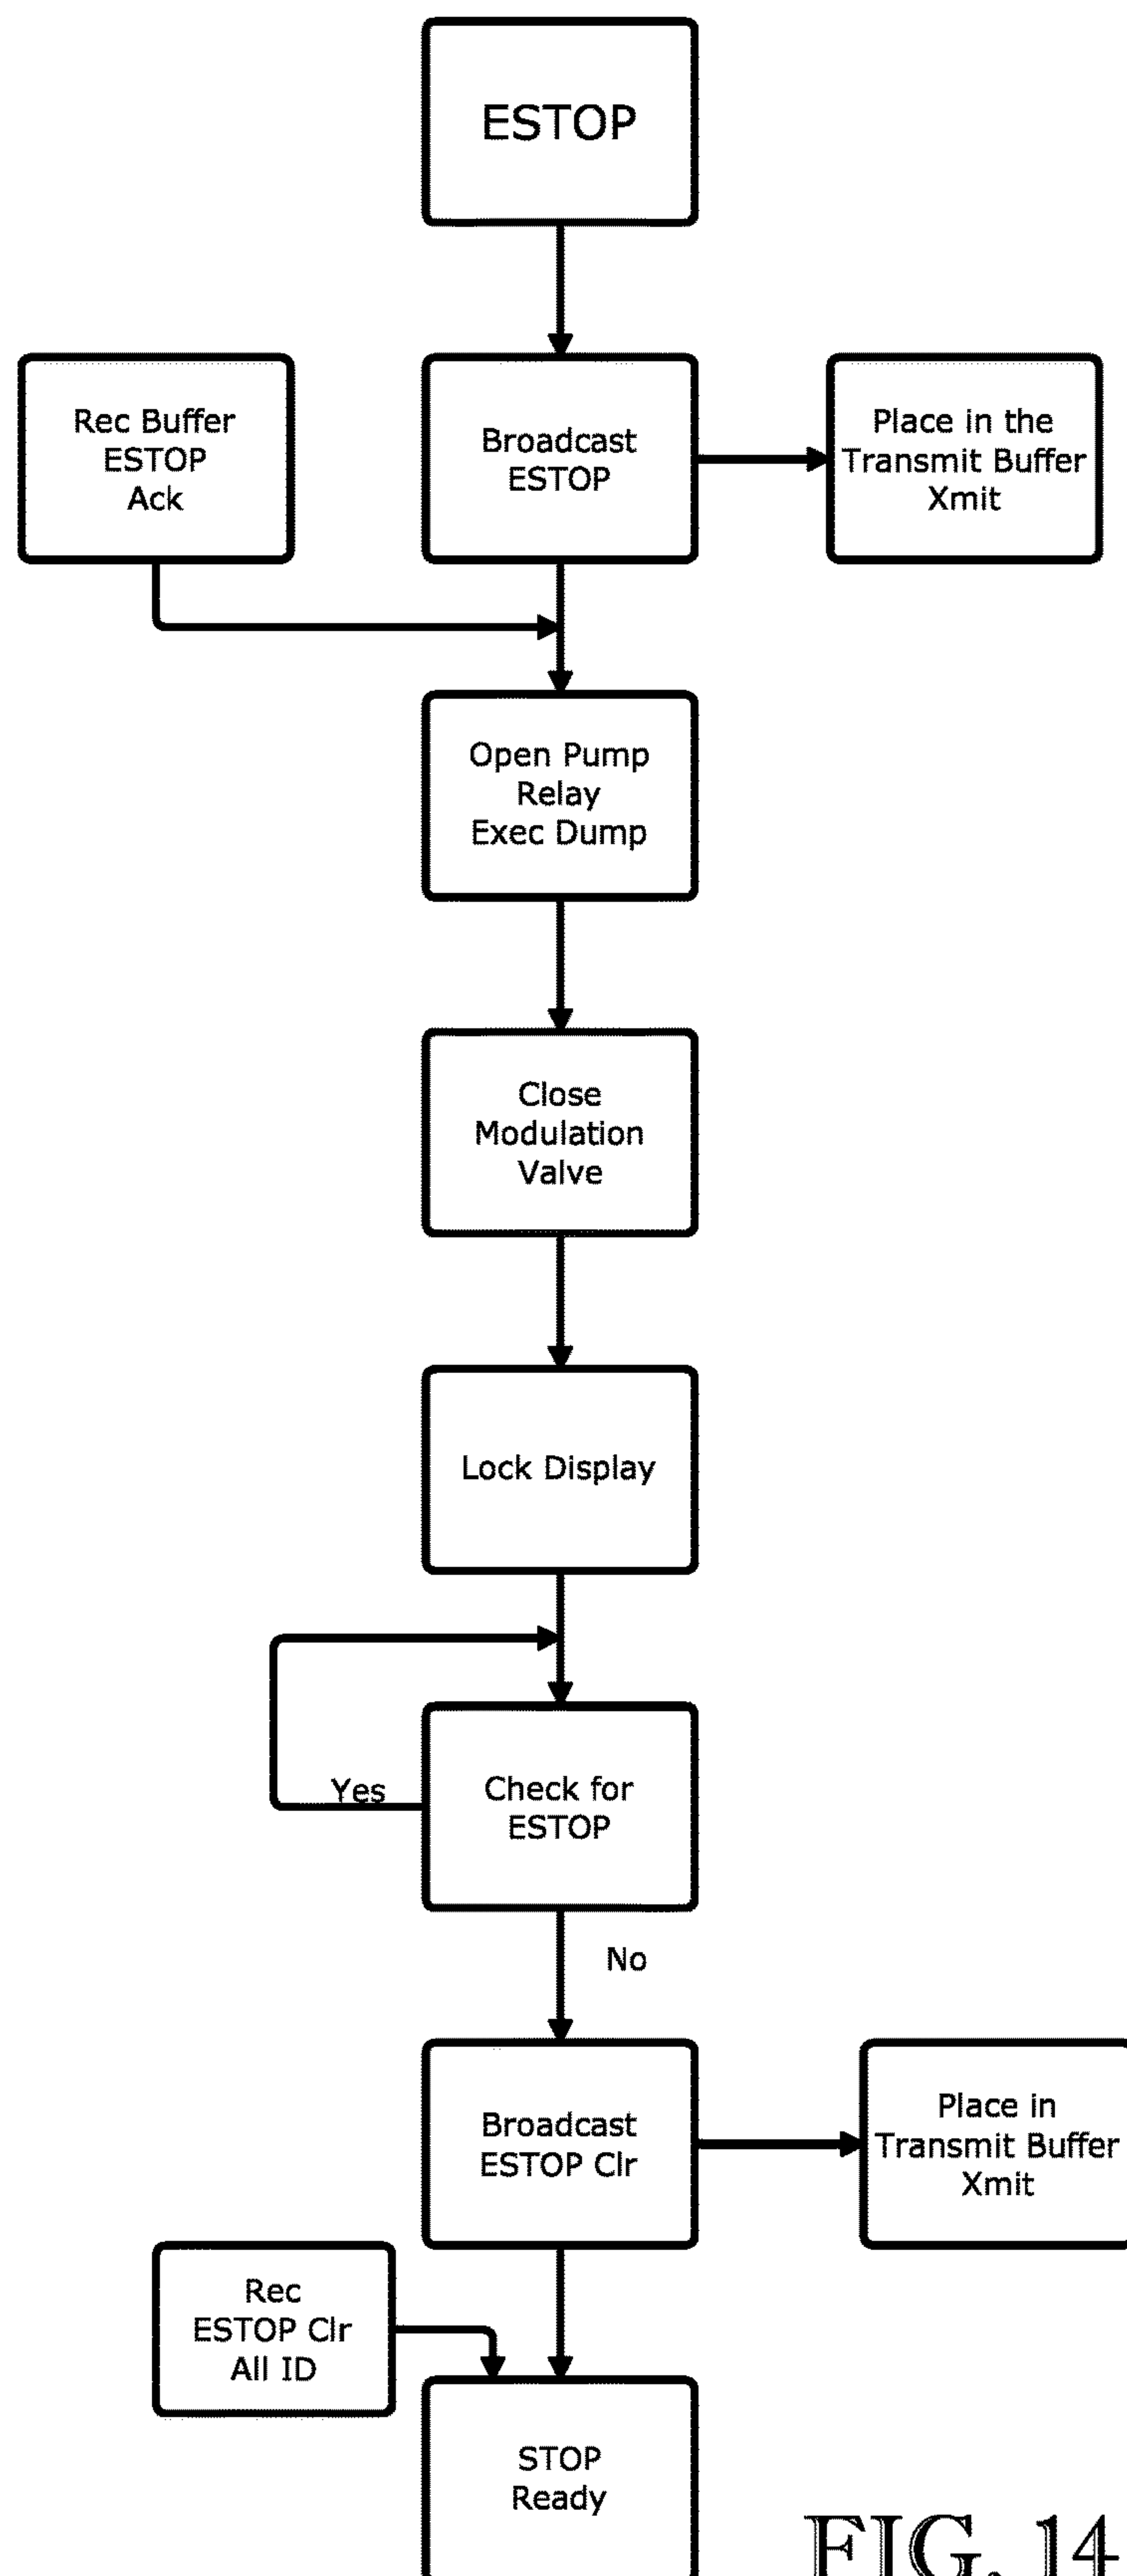 ESTOP
Rec Buffer
ESTOP
Ack
Broadcast
ESTOP
Place in the
Transmit Buffer
Xmit
Open Pump
Relay
Exec Dump
Close
Modulation
Valve
Lock Display
Yes
Check for
ESTOP
No
Broadcast
ESTOP Clr
Place in
Transmit Buffer
Xmit
Rec
ESTOP Clr
All ID
STOP
Ready
FIG. 14